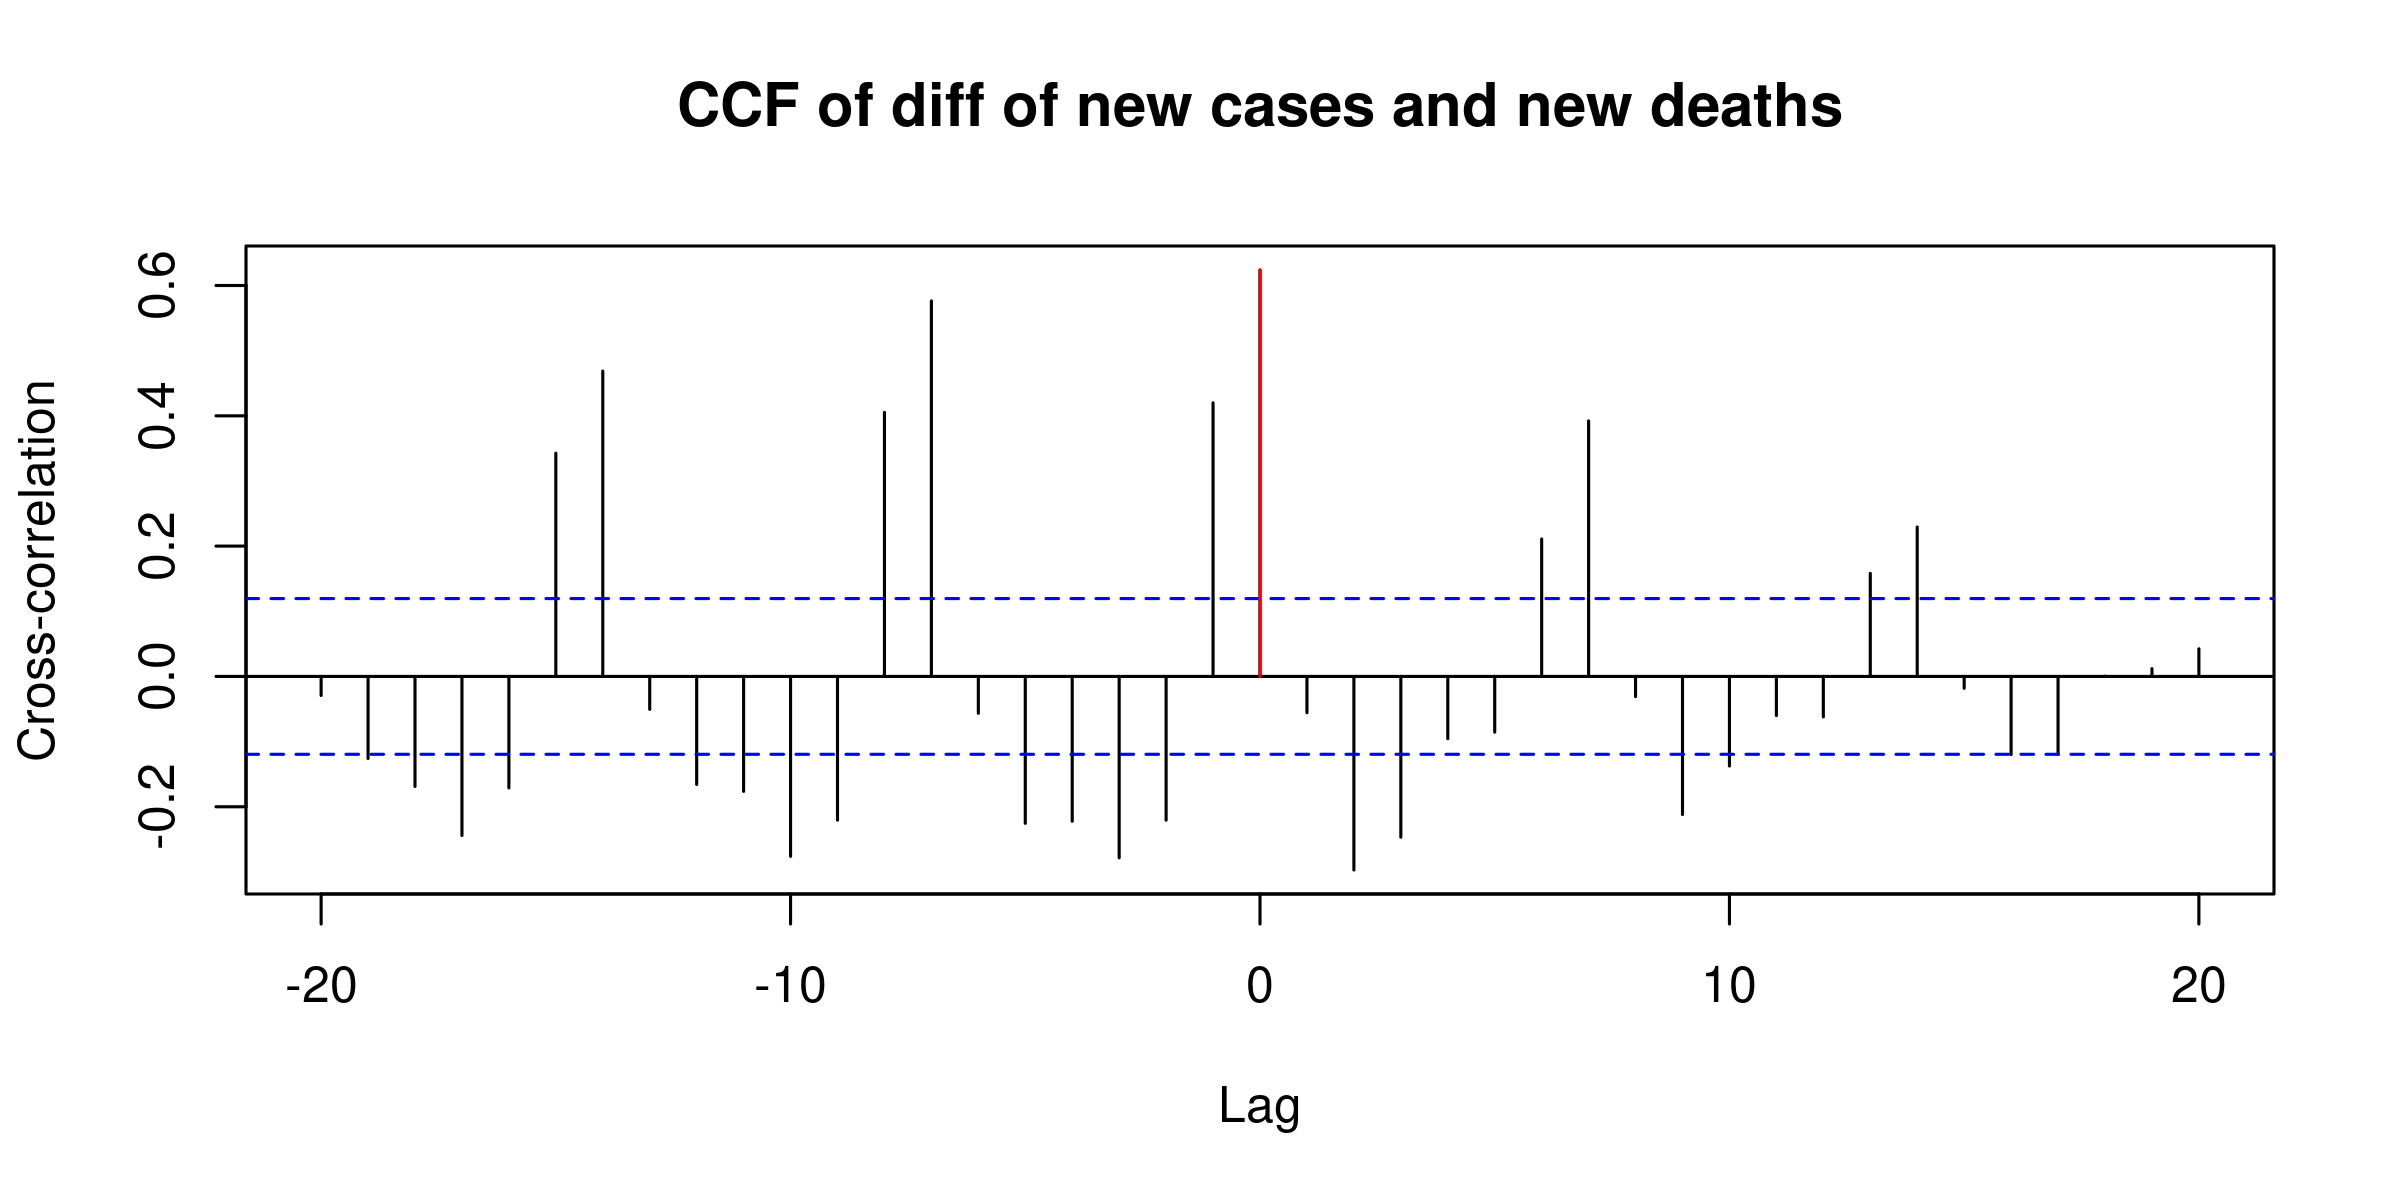 CCF of diff of new cases and new deaths
Cross-correlation
0.6
0.4
0.2
0.0
-0.2
-20 -10 0 10 20
Lag